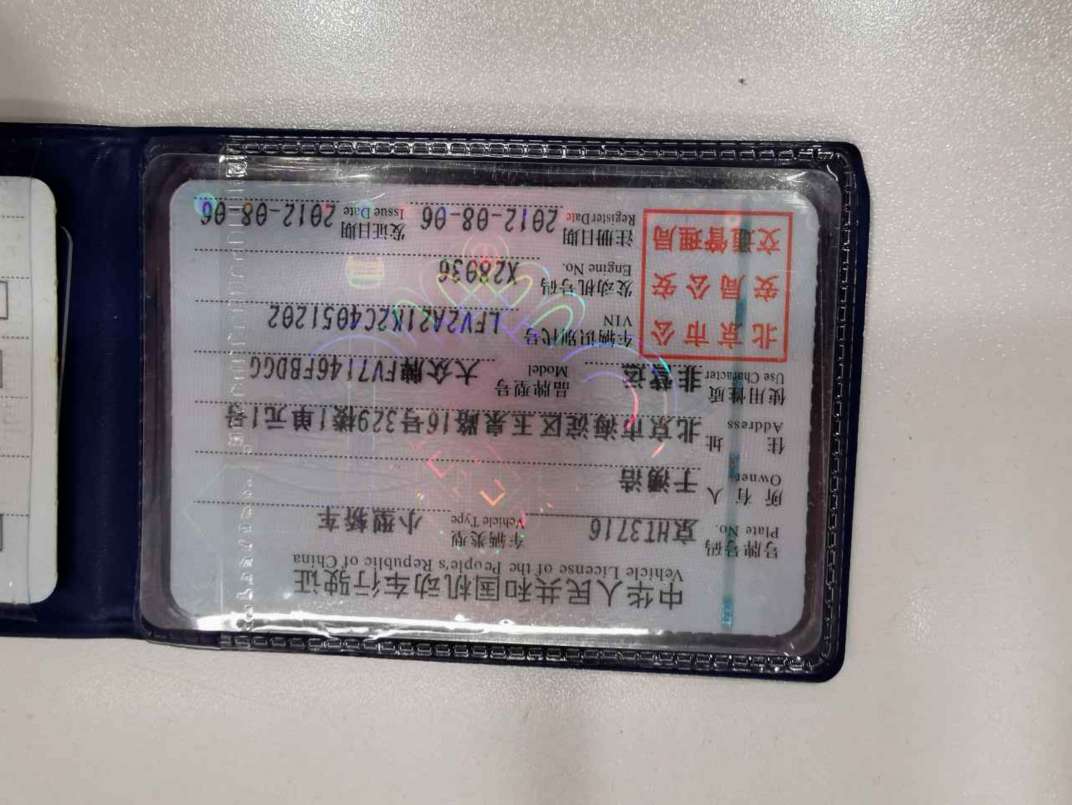 中华人民共和国机动车行驶证
Vehicle License of the People's Republic of China
号牌号码 京HT3716 车辆类型 小型轿车
Plate No. Vehicle Type
所有人 于湧浩
Owner
住址 北京市海淀区玉泉路16号329楼1单元1号
Address
使用性质 非营运 品牌型号 大众牌FV7146FBDGG
Use Character Model
北京市公安局公安交通管理局
车辆识别代号 LFV2A21K2C4051202
VIN
发动机号码 X28936
Engine No.
注册日期 2012-08-06 发证日期 2012-08-06
Register Date Issue Date